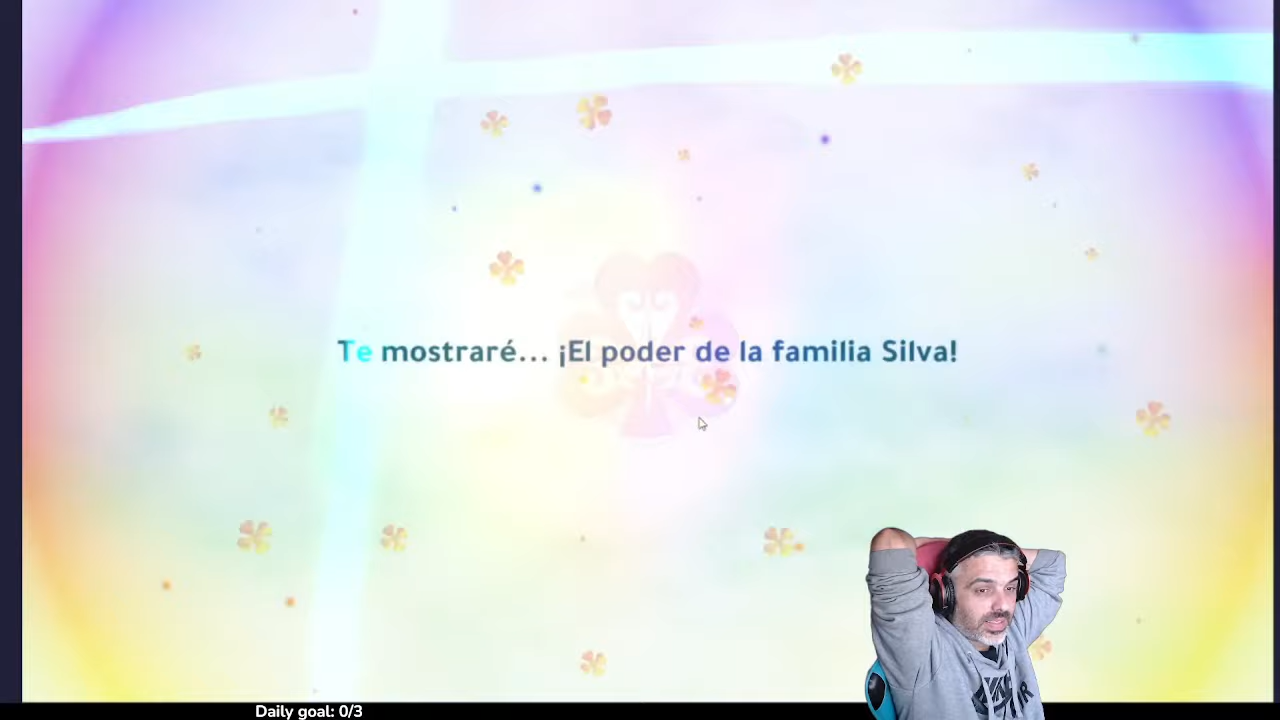 Te mostraré... ¡El poder de la familia Silva!
Daily goal: 0/3